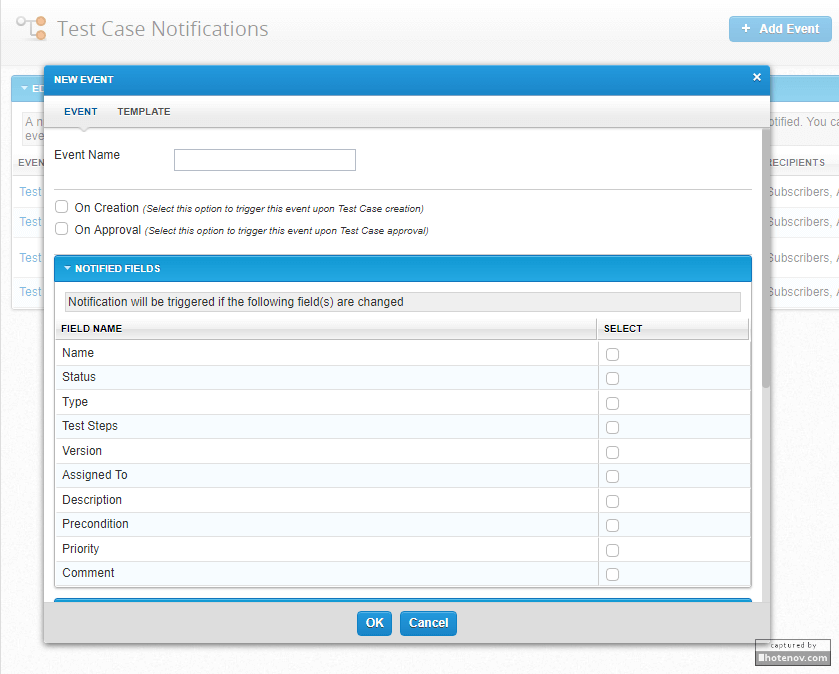 Test Case Notifications
+ Add Event
NEW EVENT
×
EVENT TEMPLATE
Event Name
On Creation (Select this option to trigger this event upon Test Case creation)
On Approval (Select this option to trigger this event upon Test Case approval)
NOTIFIED FIELDS
Notification will be triggered if the following field(s) are changed
FIELD NAME SELECT
Name
Status
Type
Test Steps
Version
Assigned To
Description
Precondition
Priority
Comment
OK Cancel
ED
A n
eve
EVEN
Test
Test
Test
Test
otified. You ca
RECIPIENTS
Subscribers, A
Subscribers, A
Subscribers, A
Subscribers, A
captured by
hotenov.com